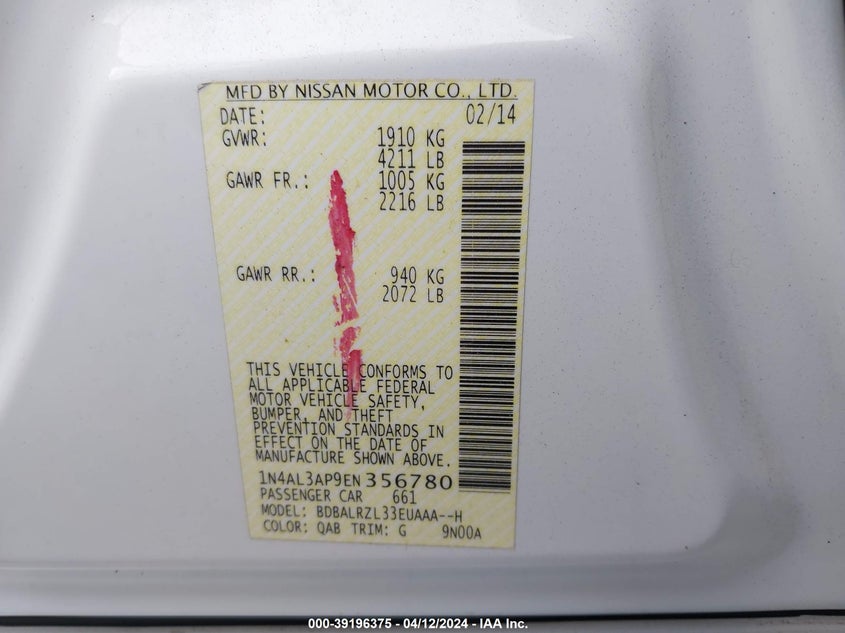 MFD BY NISSAN MOTOR CO., LTD.
DATE: 02/14
GVWR: 1910 KG
4211 LB
GAWR FR.: 1005 KG
2216 LB
GAWR RR.: 940 KG
2072 LB
THIS VEHICLE CONFORMS TO
ALL APPLICABLE FEDERAL
MOTOR VEHICLE SAFETY,
BUMPER, AND THEFT
PREVENTION STANDARDS IN
EFFECT ON THE DATE OF
MANUFACTURE SHOWN ABOVE.
1N4AL3AP9EN356780
PASSENGER CAR 661
MODEL: BDBALRZL33EUAAA--H
COLOR: QAB TRIM: G 9N00A
000-39196375 - 04/12/2024 - IAA Inc.